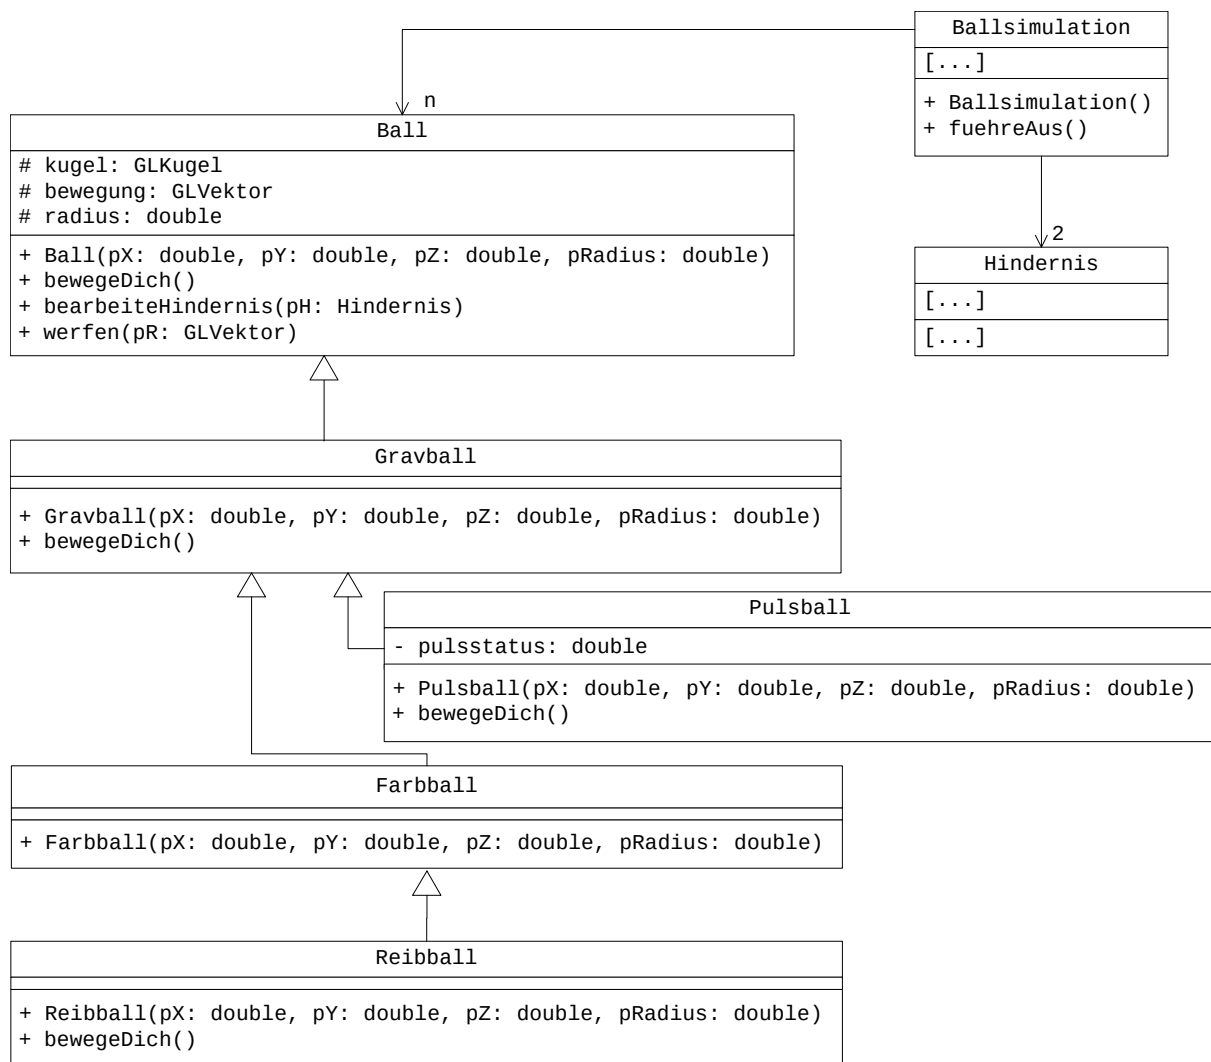 Ballsimulation
[...]
+ Ballsimulation()
+ fuehreAus()
n
Ball
# kugel: GLKugel
# bewegung: GLVektor
# radius: double
+ Ball(pX: double, pY: double, pZ: double, pRadius: double)
+ bewegeDich()
+ bearbeiteHindernis(pH: Hindernis)
+ werfen(pR: GLVektor)
2
Hindernis
[...]
[...]
Gravball
+ Gravball(pX: double, pY: double, pZ: double, pRadius: double)
+ bewegeDich()
Pulsball
- pulsstatus: double
+ Pulsball(pX: double, pY: double, pZ: double, pRadius: double)
+ bewegeDich()
Farbball
+ Farbball(pX: double, pY: double, pZ: double, pRadius: double)
Reibball
+ Reibball(pX: double, pY: double, pZ: double, pRadius: double)
+ bewegeDich()